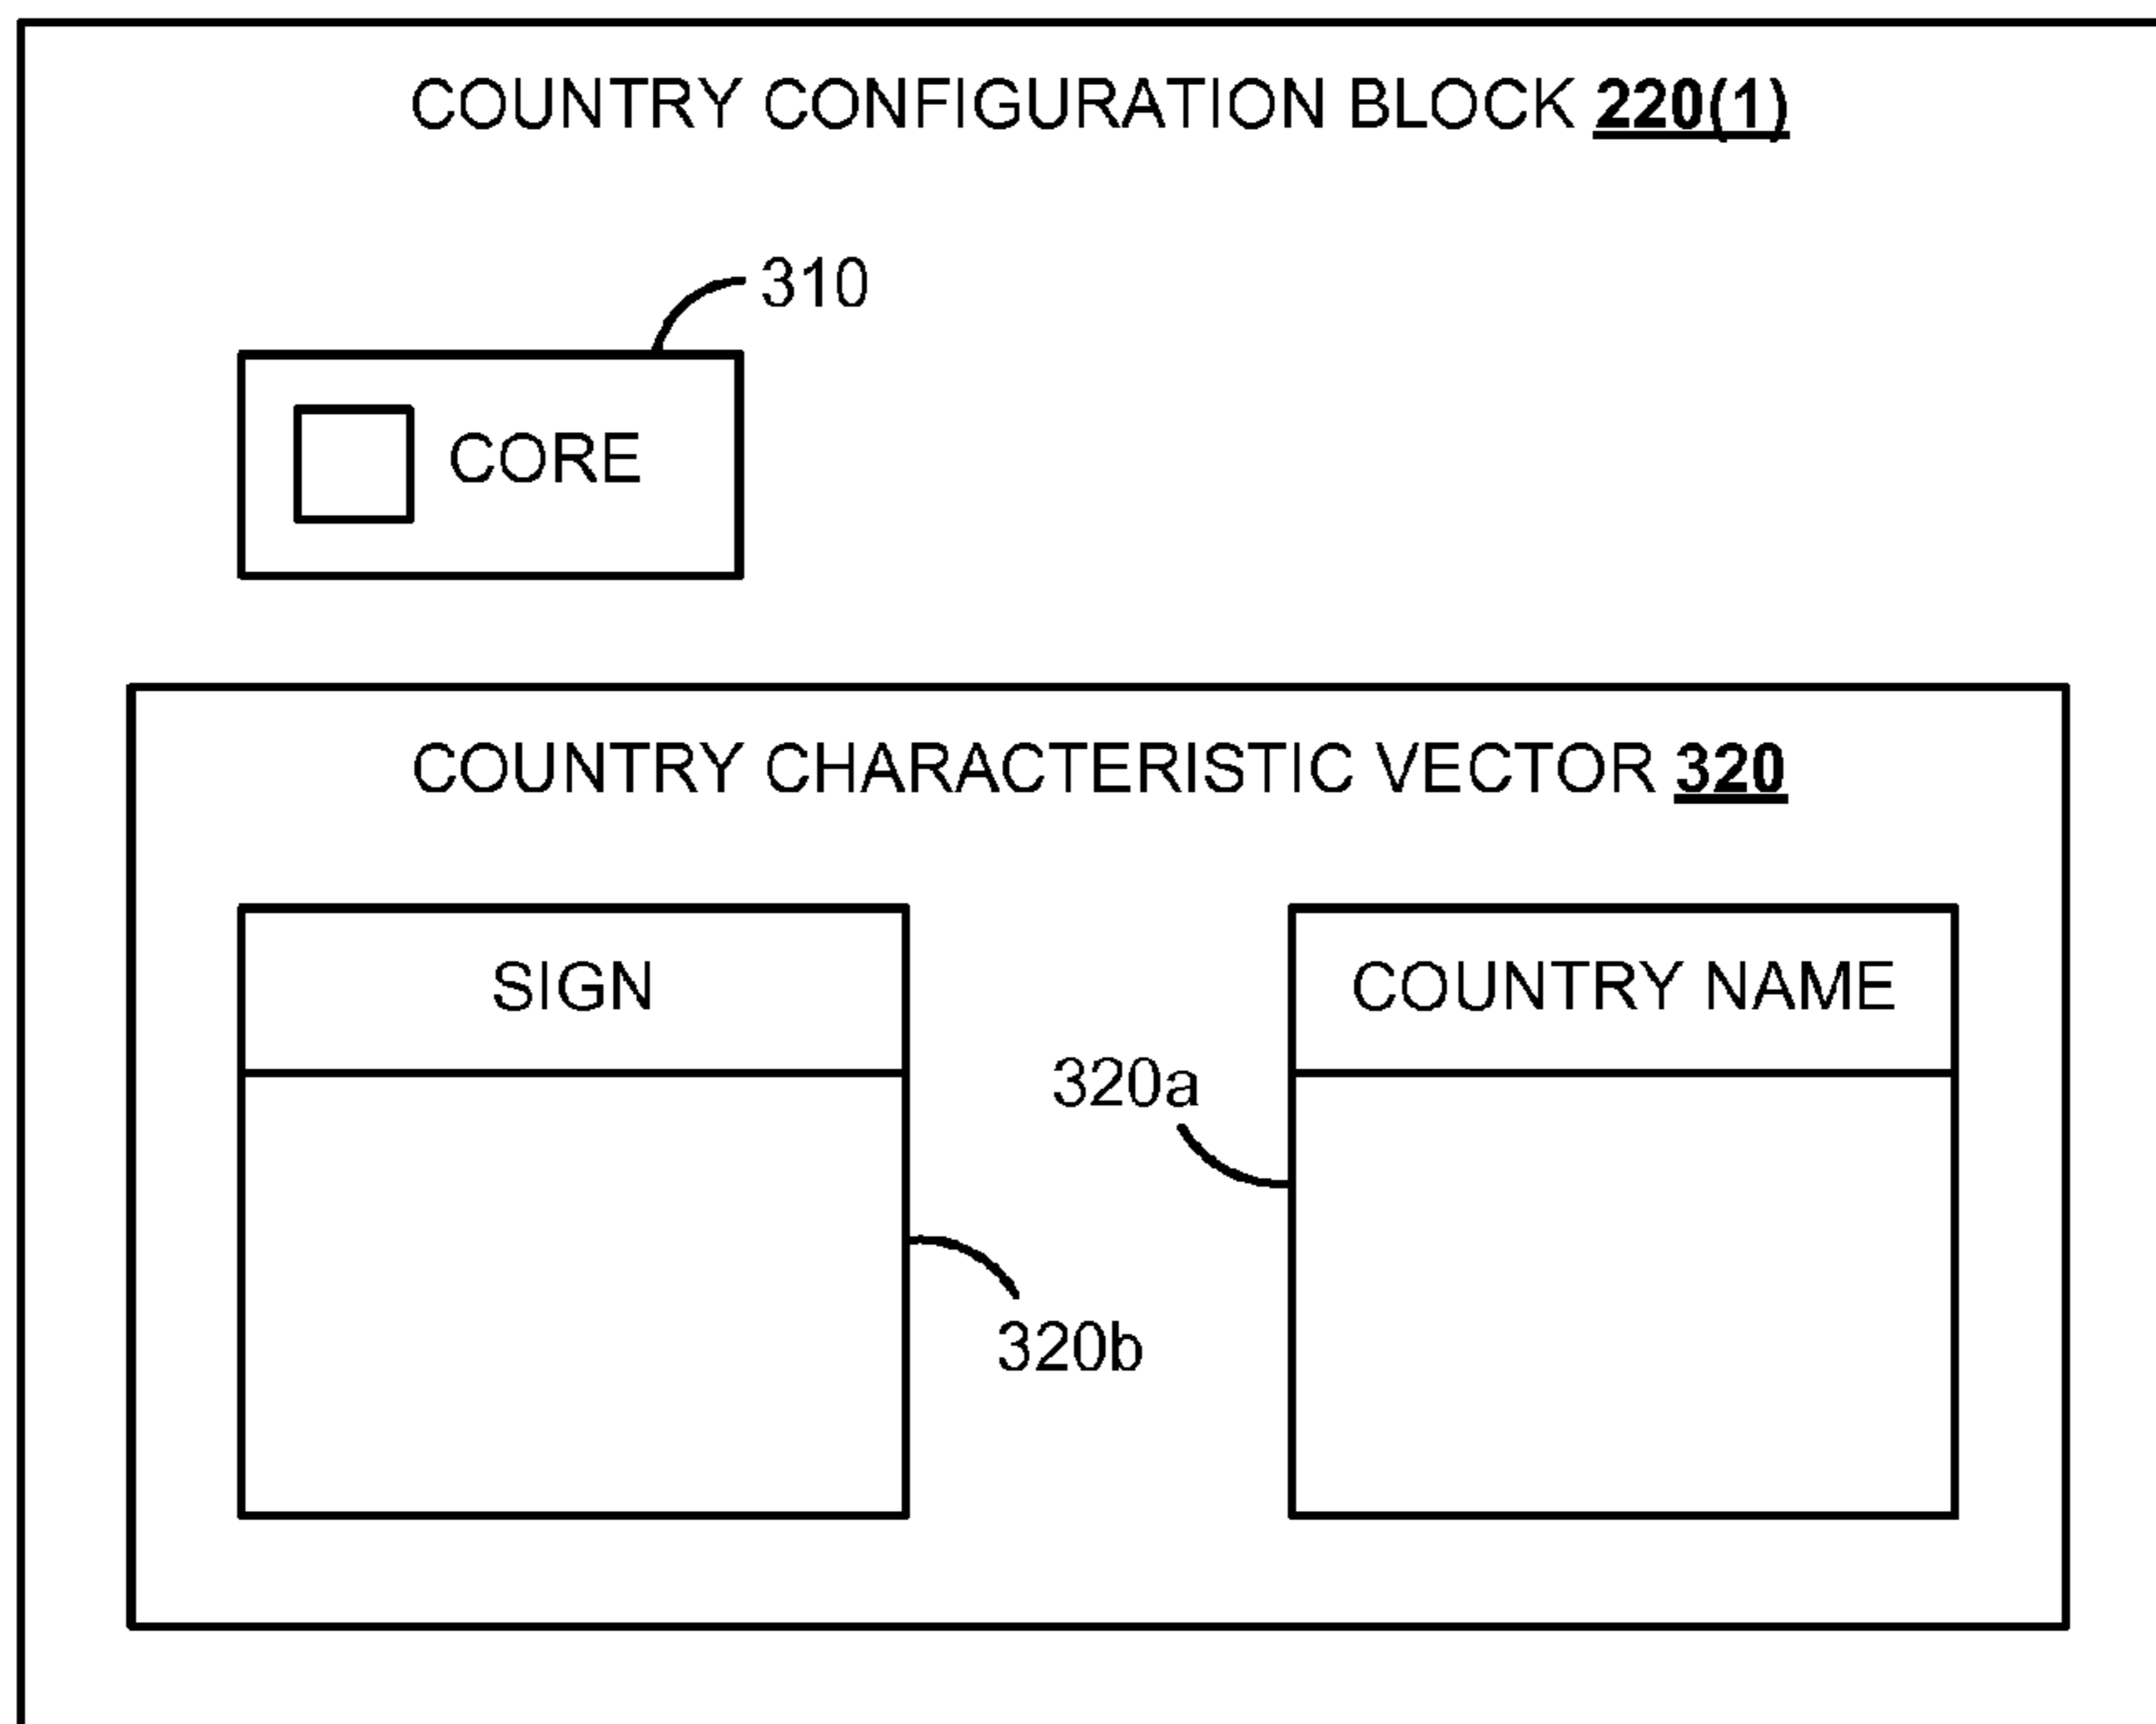 COUNTRY CONFIGURATION BLOCK 220(1)
310
CORE
COUNTRY CHARACTERISTIC VECTOR 320
SIGN
COUNTRY NAME
320a
320b